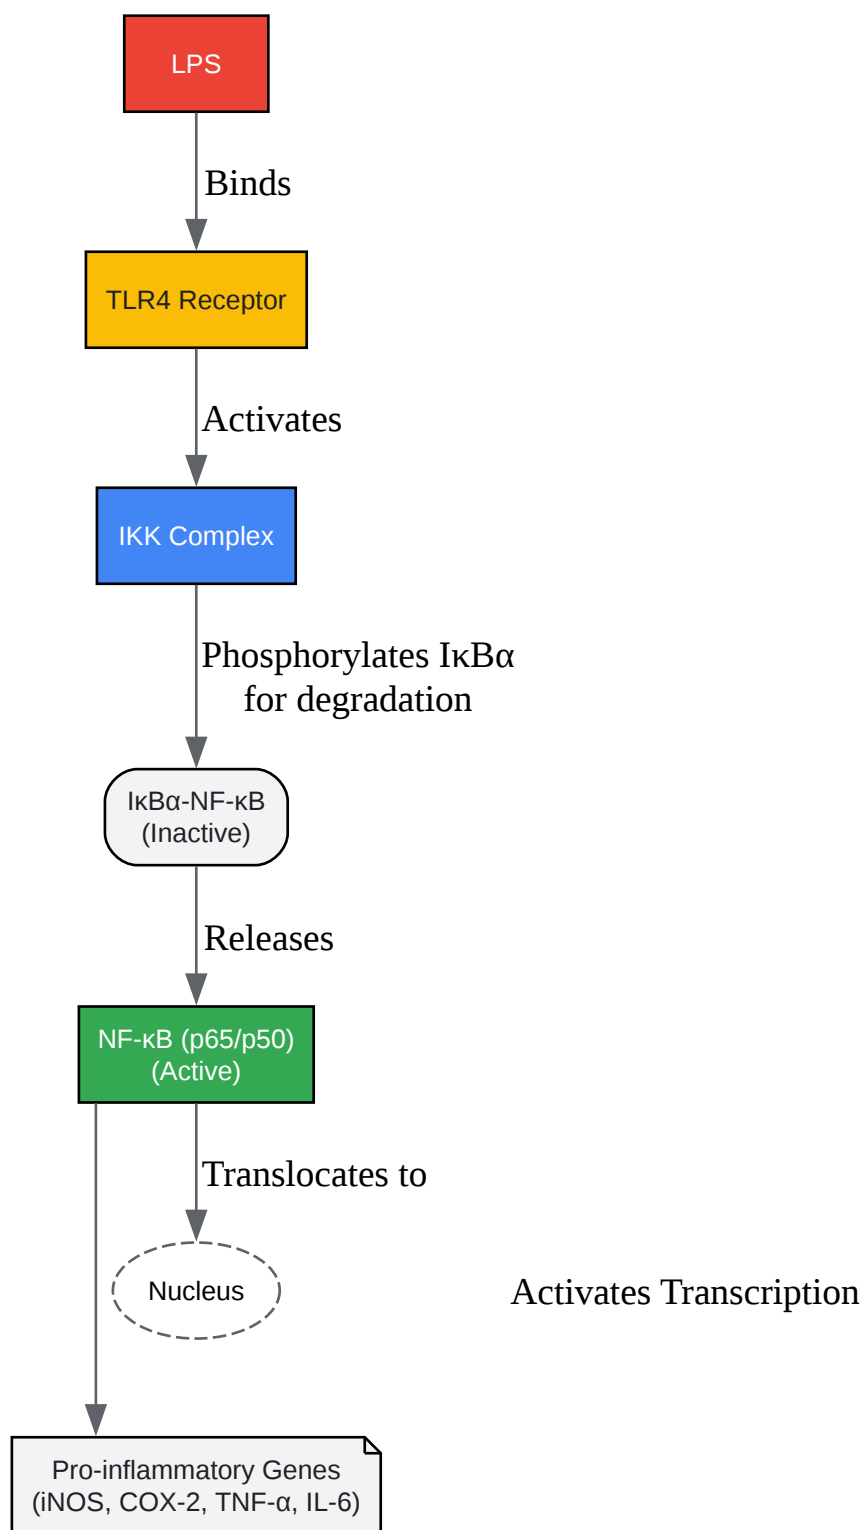 LPS
Binds
TLR4 Receptor
Activates
IKK Complex
Phosphorylates IκBα
for degradation
IκBα-NF-κB
(Inactive)
Releases
NF-κB (p65/p50)
(Active)
Translocates to
Nucleus
Activates Transcription
Pro-inflammatory Genes
(iNOS, COX-2, TNF-α, IL-6)